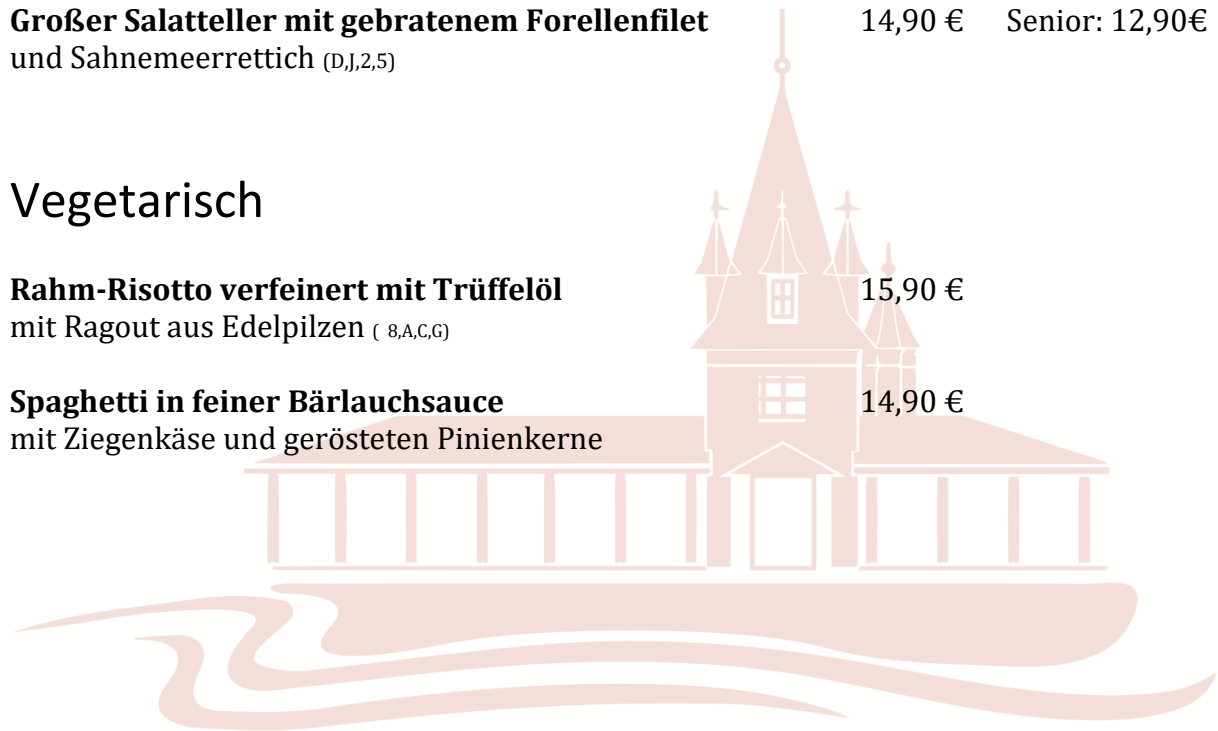 Großer Salatteller mit gebratenem Forellenfilet 14,90 € Senior: 12,90€
und Sahnemeerrettich (D,J,2,5)
Vegetarisch
Rahm-Risotto verfeinert mit Trüffelöl 15,90 €
mit Ragout aus Edelpilzen ( 8,A,C,G)
Spaghetti in feiner Bärlauchsauce 14,90 €
mit Ziegenkäse und gerösteten Pinienkerne